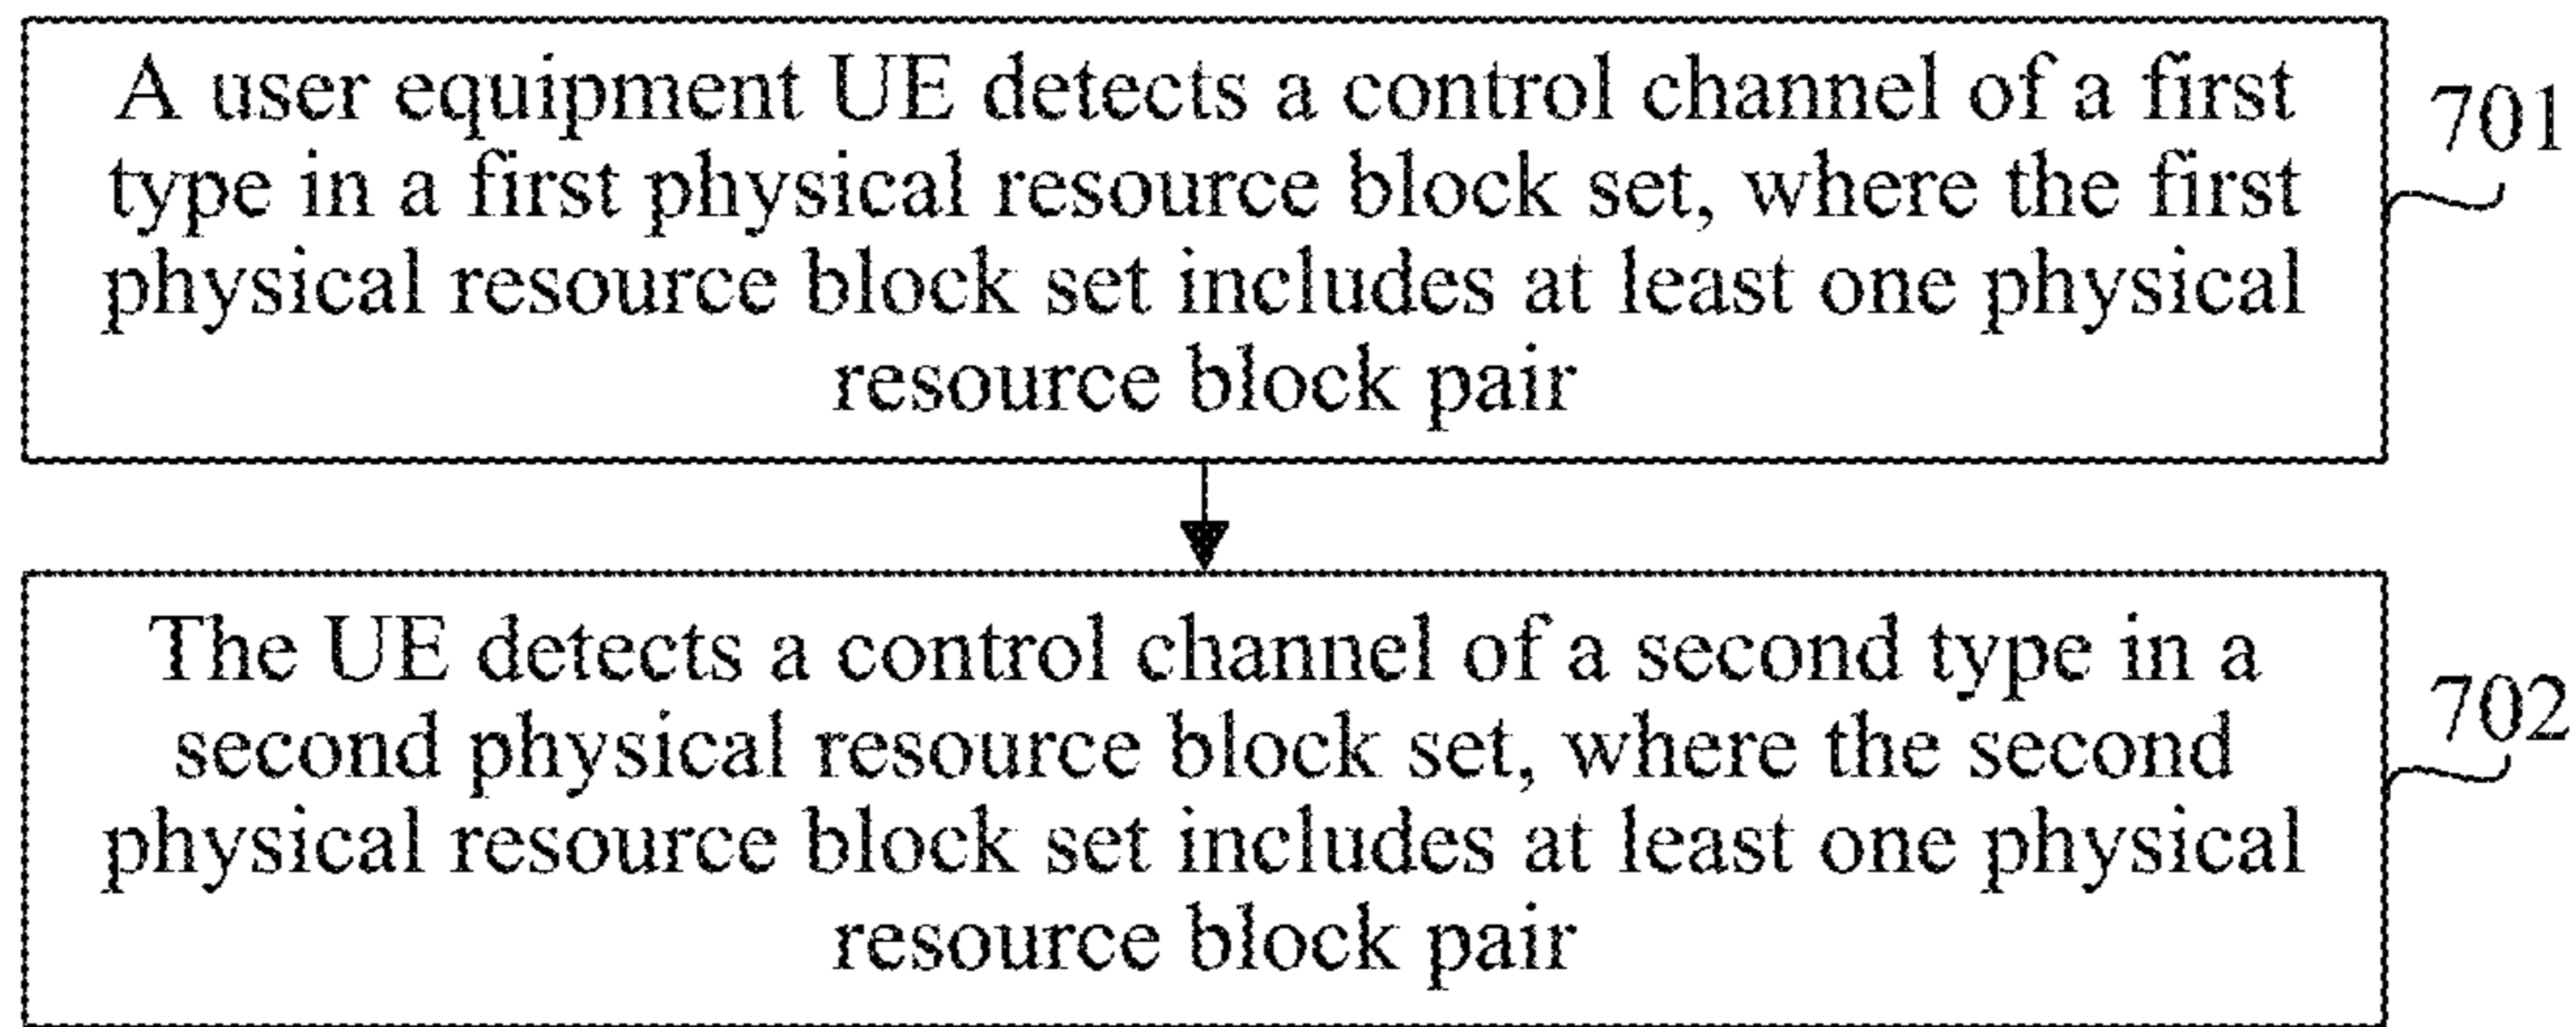 A user equipment UE detects a control channel of a first
type in a first physical resource block set, where the first
physical resource block set includes at least one physical
resource block pair
701
The UE detects a control channel of a second type in a
second physical resource block set, where the second
physical resource block set includes at least one physical
resource block pair
702